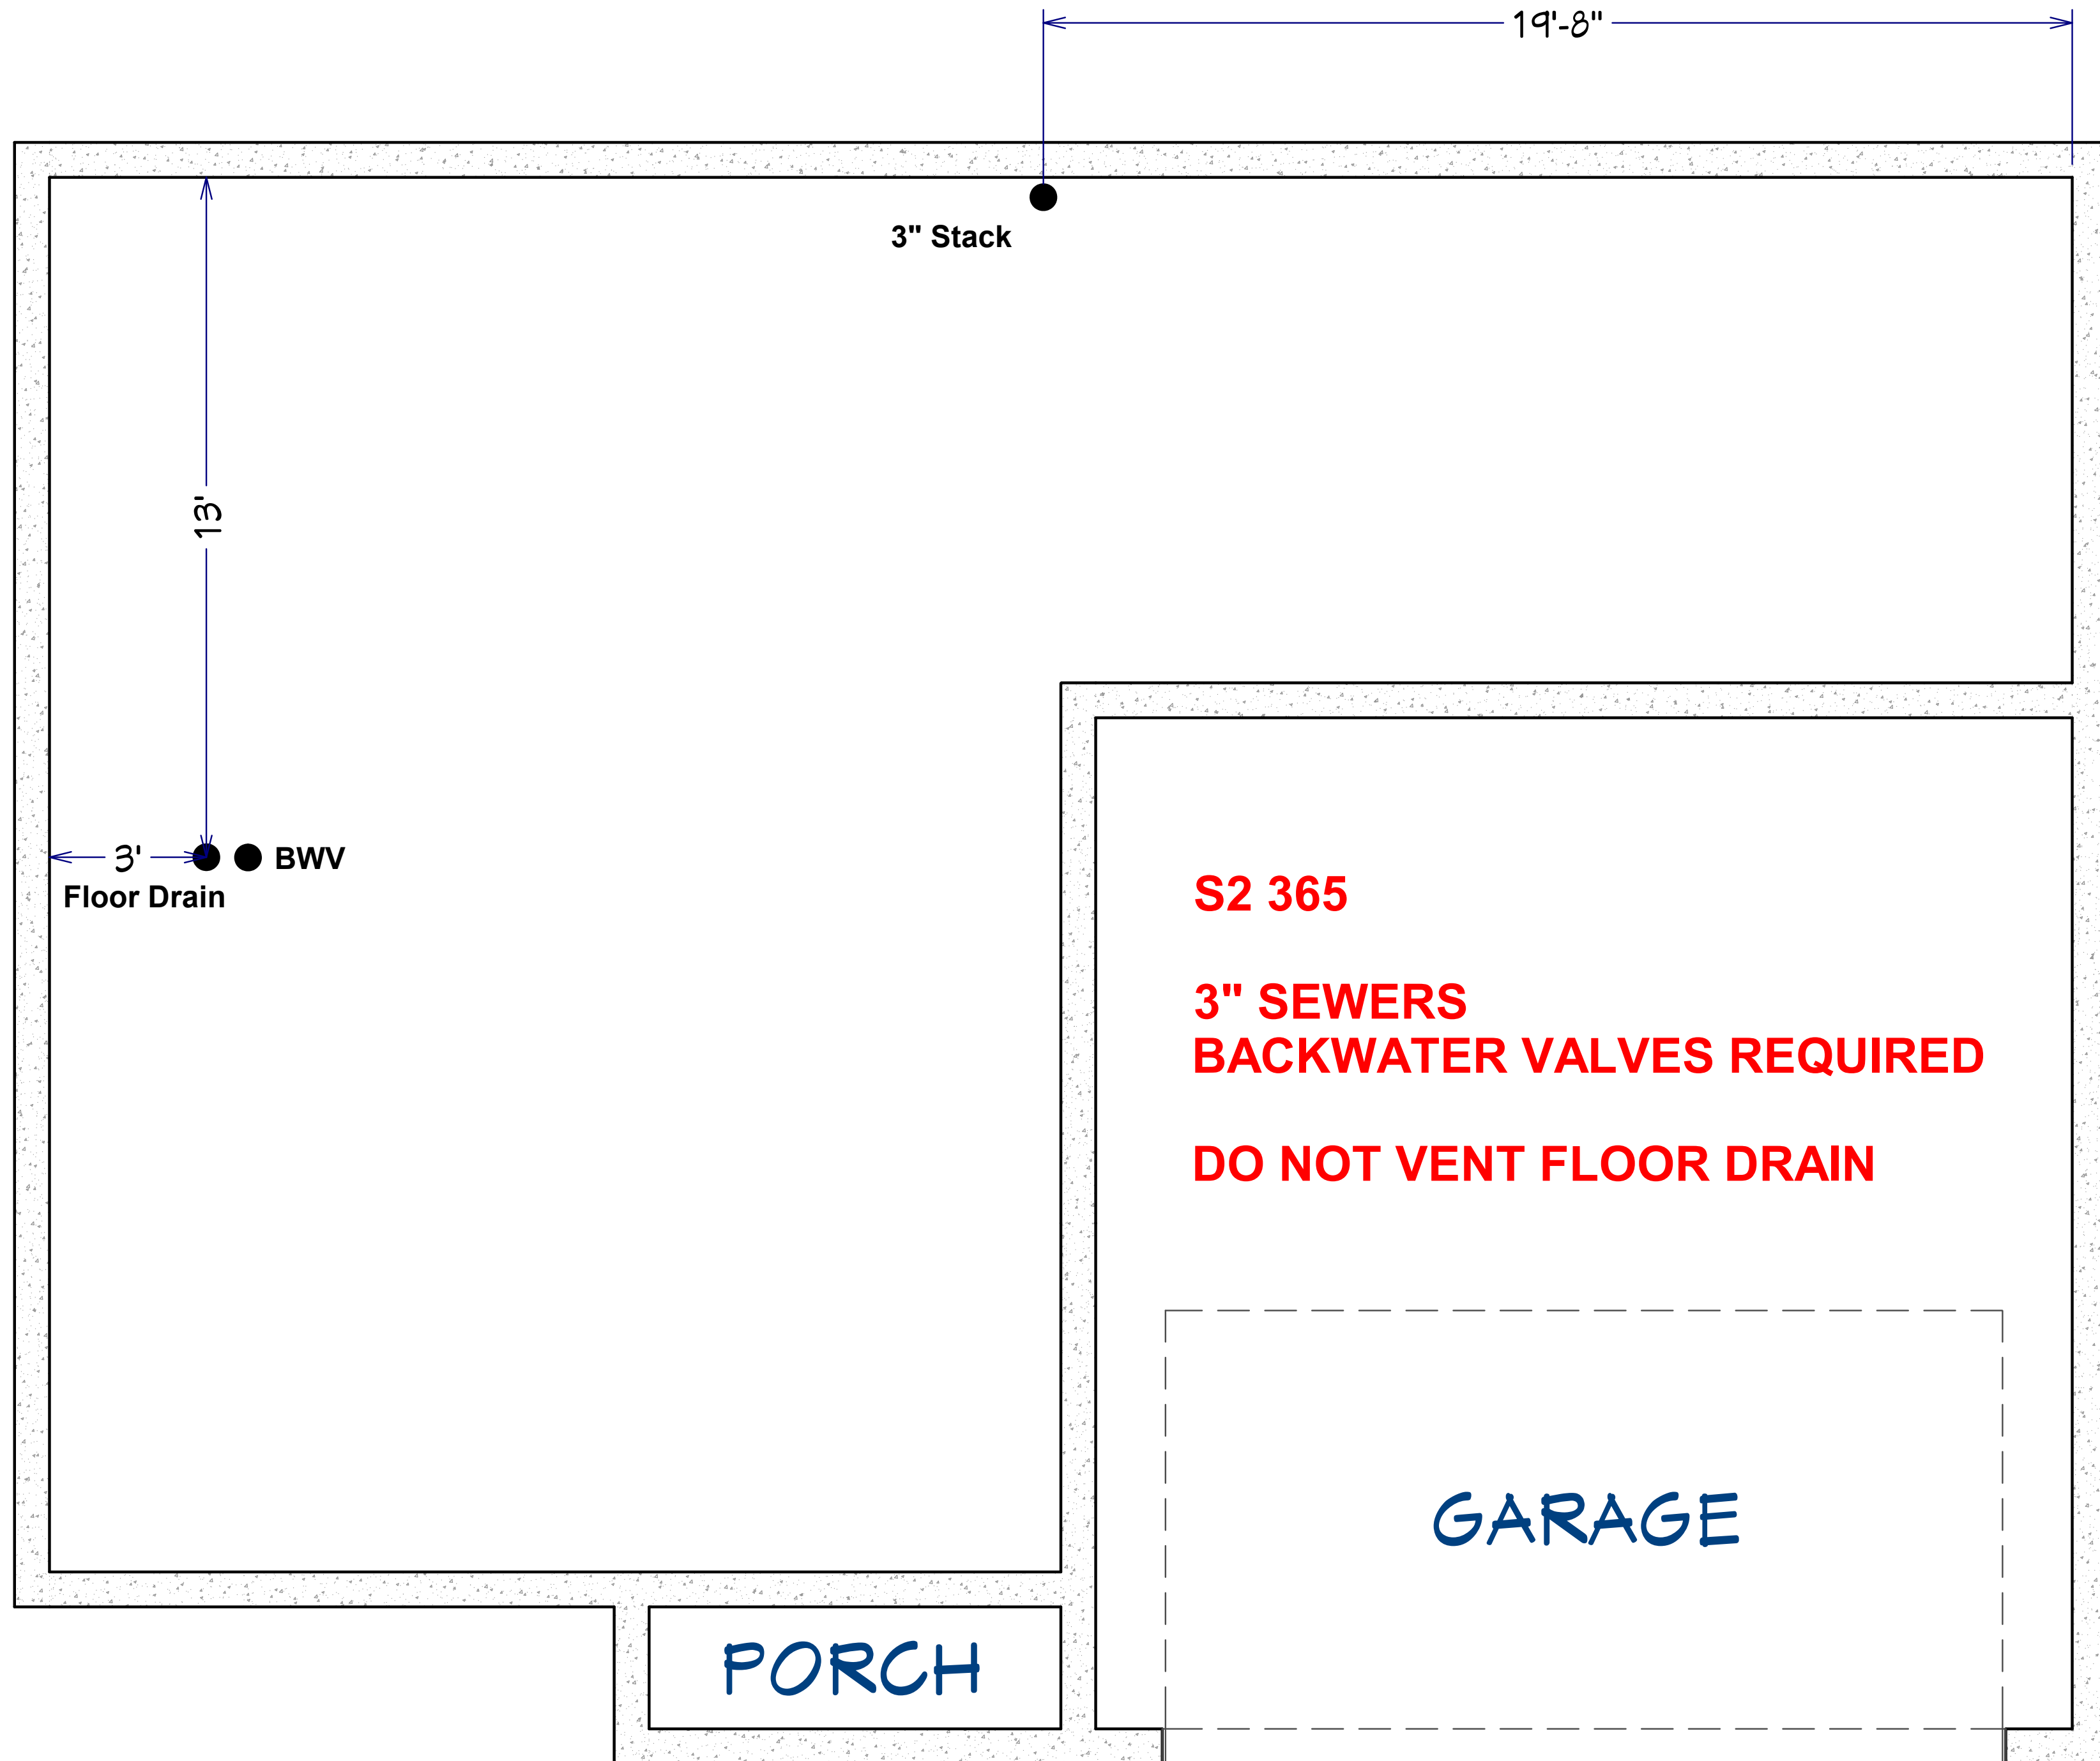 19'-8"
3" Stack
13'
3'
BWV
Floor Drain
S2 365
3" SEWERS
BACKWATER VALVES REQUIRED
DO NOT VENT FLOOR DRAIN
GARAGE
PORCH